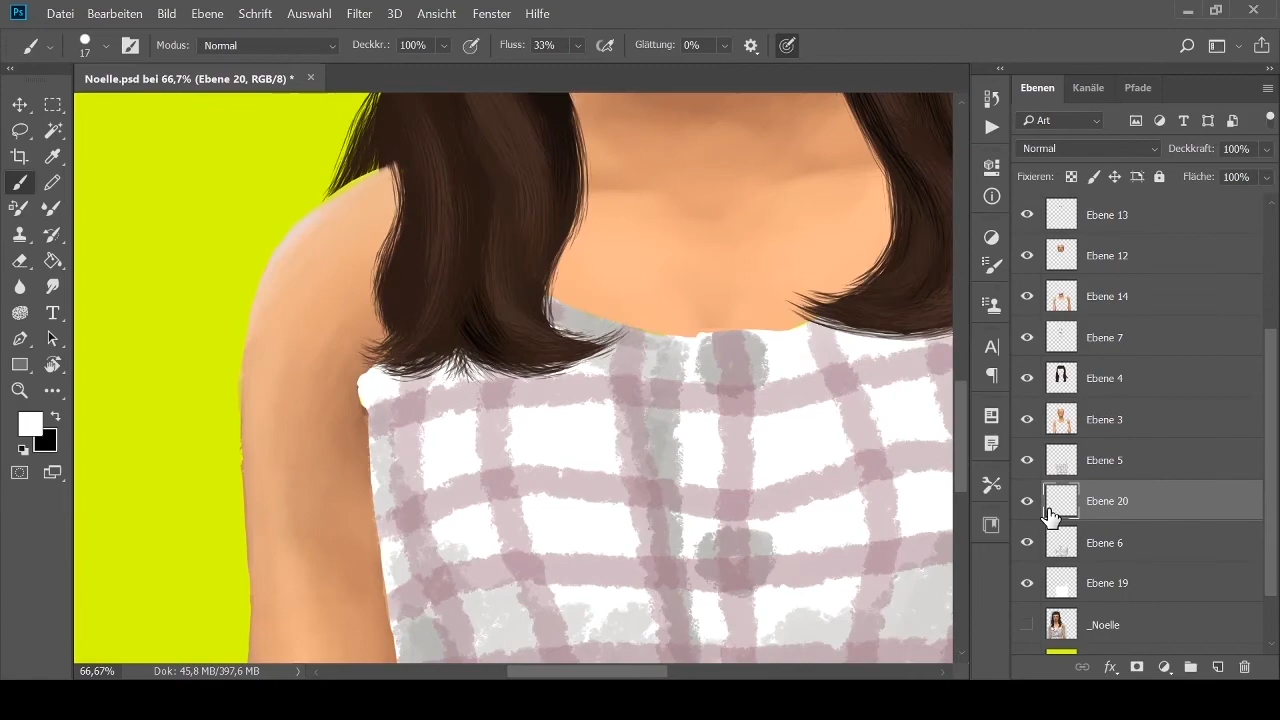 Ps Datei Bearbeiten Bild Ebene Schrift Auswahl Filter 3D Ansicht Fenster Hilfe
17 Modus: Normal Deckkr.: 100% Fluss: 33% Glättung: 0%
Noelle.psd bei 66,7% (Ebene 20, RGB/8) *
Ebenen Kanäle Pfade
Art
Normal Deckkraft: 100%
Fixieren: Fläche: 100%
Ebene 13
Ebene 12
Ebene 14
Ebene 7
Ebene 4
Ebene 3
Ebene 5
Ebene 20
Ebene 6
Ebene 19
_Noelle
66,67% Dok: 45,8 MB/397,6 MB